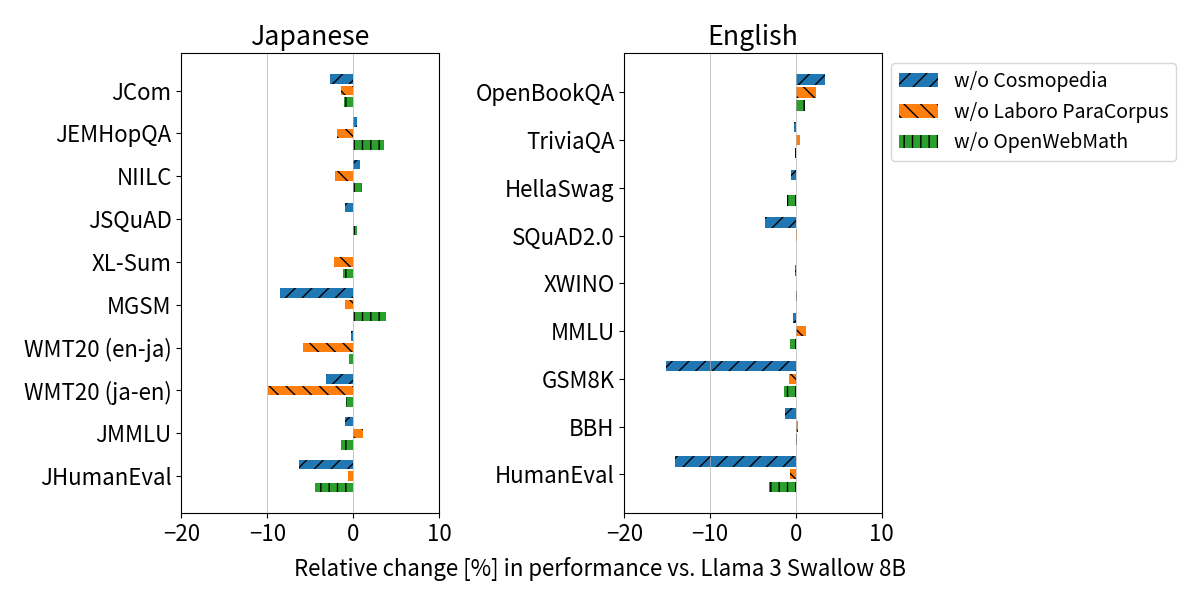 Japanese
JCom
JEMHopQA
NIILC
JSQuAD
XL-Sum
MGSM
WMT20 (en-ja)
WMT20 (ja-en)
JMMLU
JHumanEval
−20 −10 0 10
English
OpenBookQA
TriviaQA
HellaSwag
SQuAD2.0
XWINO
MMLU
GSM8K
BBH
HumanEval
−20 −10 0 10
w/o Cosmopedia
w/o Laboro ParaCorpus
w/o OpenWebMath
Relative change [%] in performance vs. Llama 3 Swallow 8B